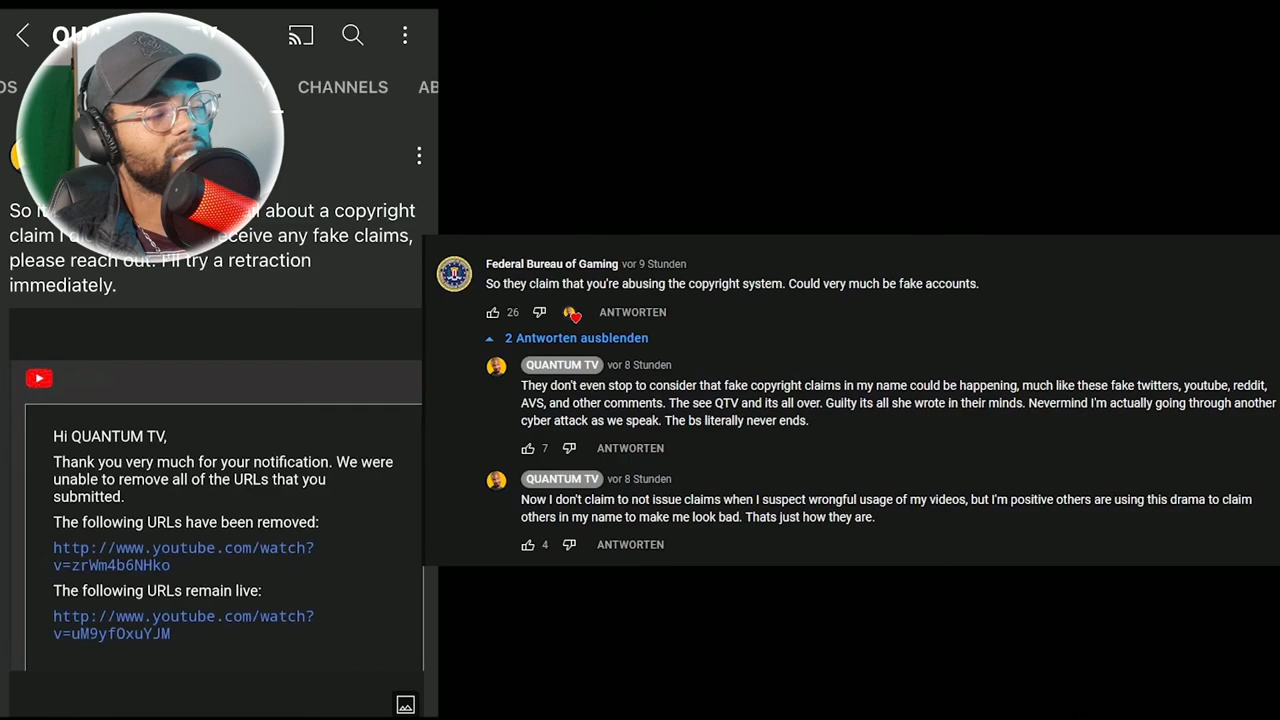 QU
CHANNELS
AB
So i
about a copyright
claim I
eceive any fake claims,
please reach out. I'll try a retraction
immediately.
Hi QUANTUM TV,
Thank you very much for your notification. We were
unable to remove all of the URLs that you
submitted.
The following URLs have been removed:
http://www.youtube.com/watch?
v=zrWm4b6NHko
The following URLs remain live:
http://www.youtube.com/watch?
v=uM9yfOxuYJM
Federal Bureau of Gaming vor 9 Stunden
So they claim that you're abusing the copyright system. Could very much be fake accounts.
26 ANTWORTEN
2 Antworten ausblenden
QUANTUM TV vor 8 Stunden
They don't even stop to consider that fake copyright claims in my name could be happening, much like these fake twitters, youtube, reddit,
AVS, and other comments. The see QTV and its all over. Guilty its all she wrote in their minds. Nevermind I'm actually going through another
cyber attack as we speak. The bs literally never ends.
7 ANTWORTEN
QUANTUM TV vor 8 Stunden
Now I don't claim to not issue claims when I suspect wrongful usage of my videos, but I'm positive others are using this drama to claim
others in my name to make me look bad. Thats just how they are.
4 ANTWORTEN